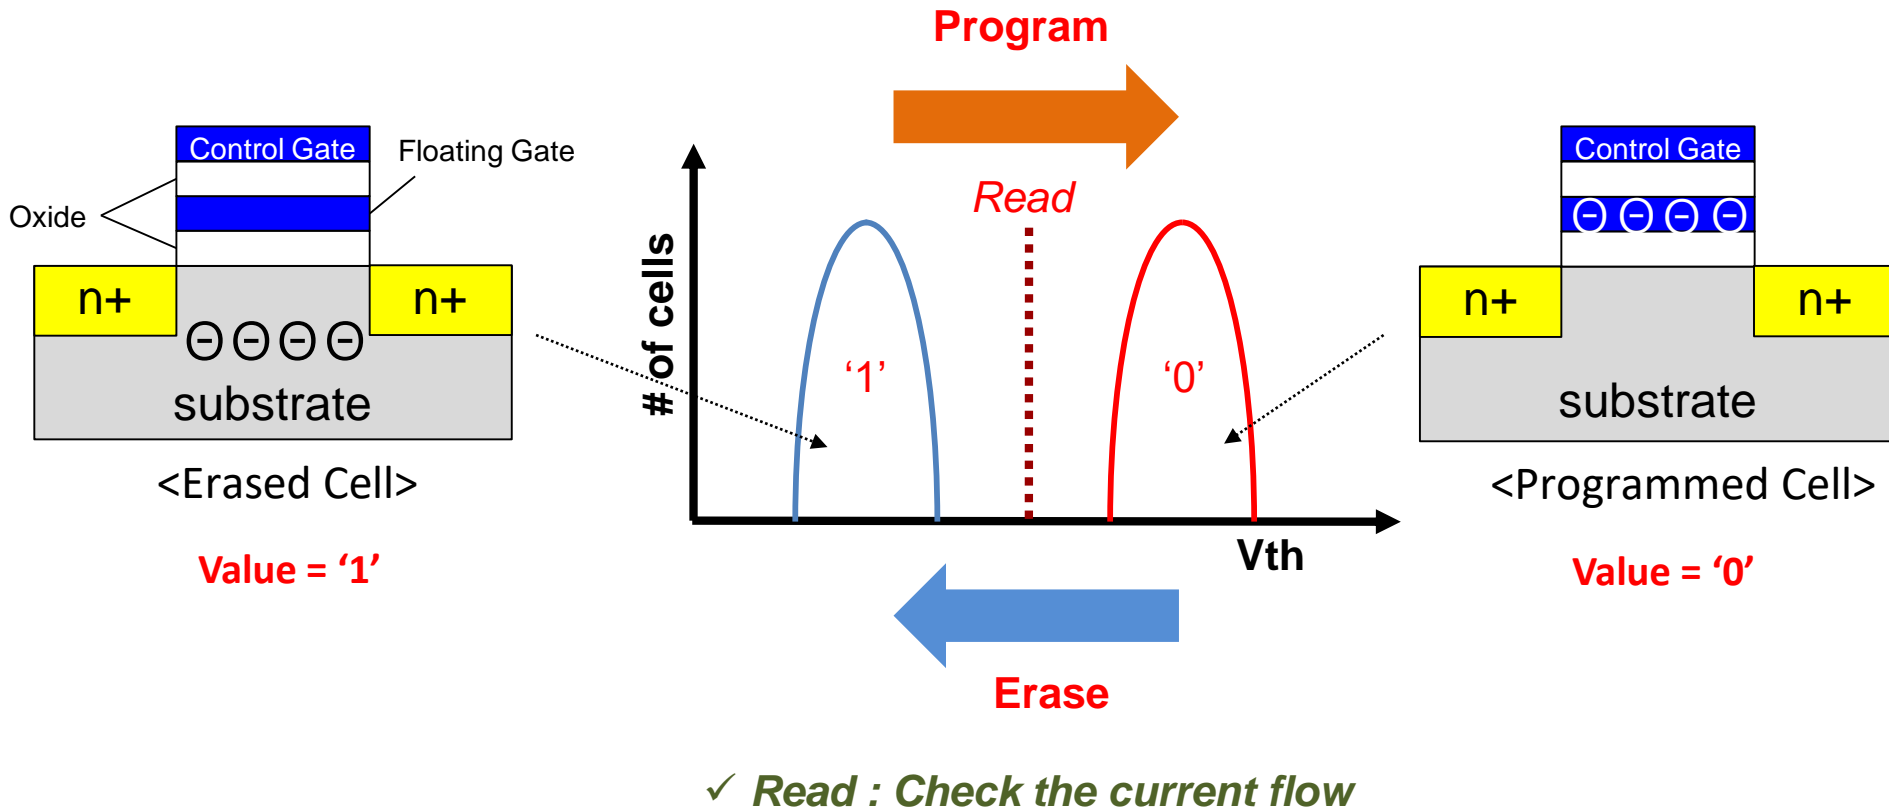 Program
Control Gate
Floating Gate
Oxide
n+
n+
⊖ ⊖ ⊖ ⊖
substrate
<Erased Cell>
Value = ‘1’
# of cells
Read
‘1’
‘0’
Vth
Erase
Control Gate
⊖ ⊖ ⊖ ⊖
n+
n+
substrate
<Programmed Cell>
Value = ‘0’
✓ Read : Check the current flow